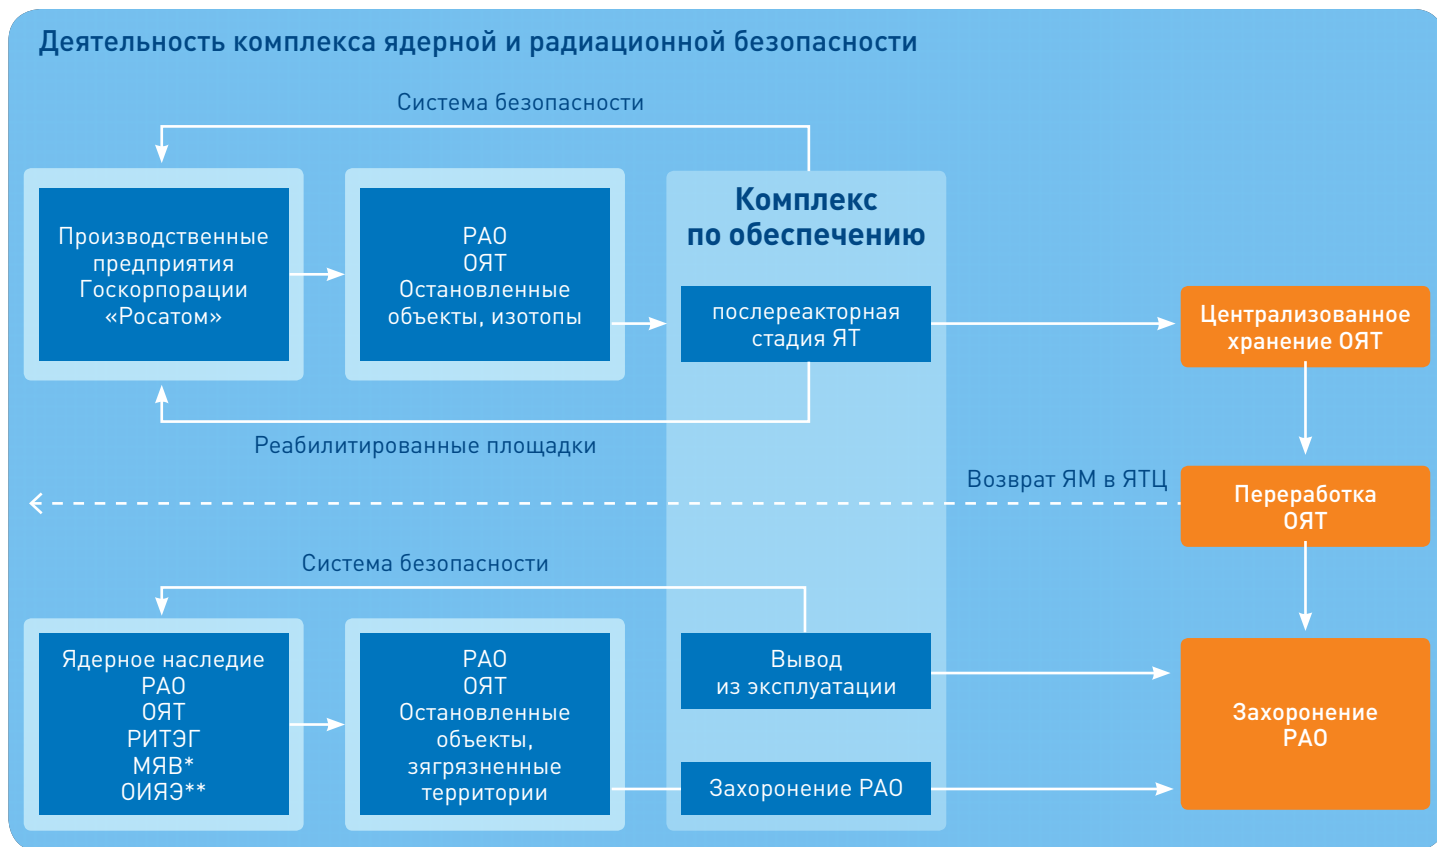 Деятельность комплекса ядерной и радиационной безопасности
Система безопасности
Производственные
предприятия
Госкорпорации
«Росатом»
РАО
ОЯТ
Остановленные
объекты, изотопы
Комплекс
по обеспечению
послереакторная
стадия ЯТ
Централизованное
хранение ОЯТ
Реабилитированные площадки
Возврат ЯМ в ЯТЦ
Переработка
ОЯТ
Система безопасности
Ядерное наследие
РАО
ОЯТ
РИТЭГ
МЯВ*
ОИЯЭ**
РАО
ОЯТ
Остановленные
объекты,
зягрязненные
территории
Вывод
из эксплуатации
Захоронение РАО
Захоронение
РАО